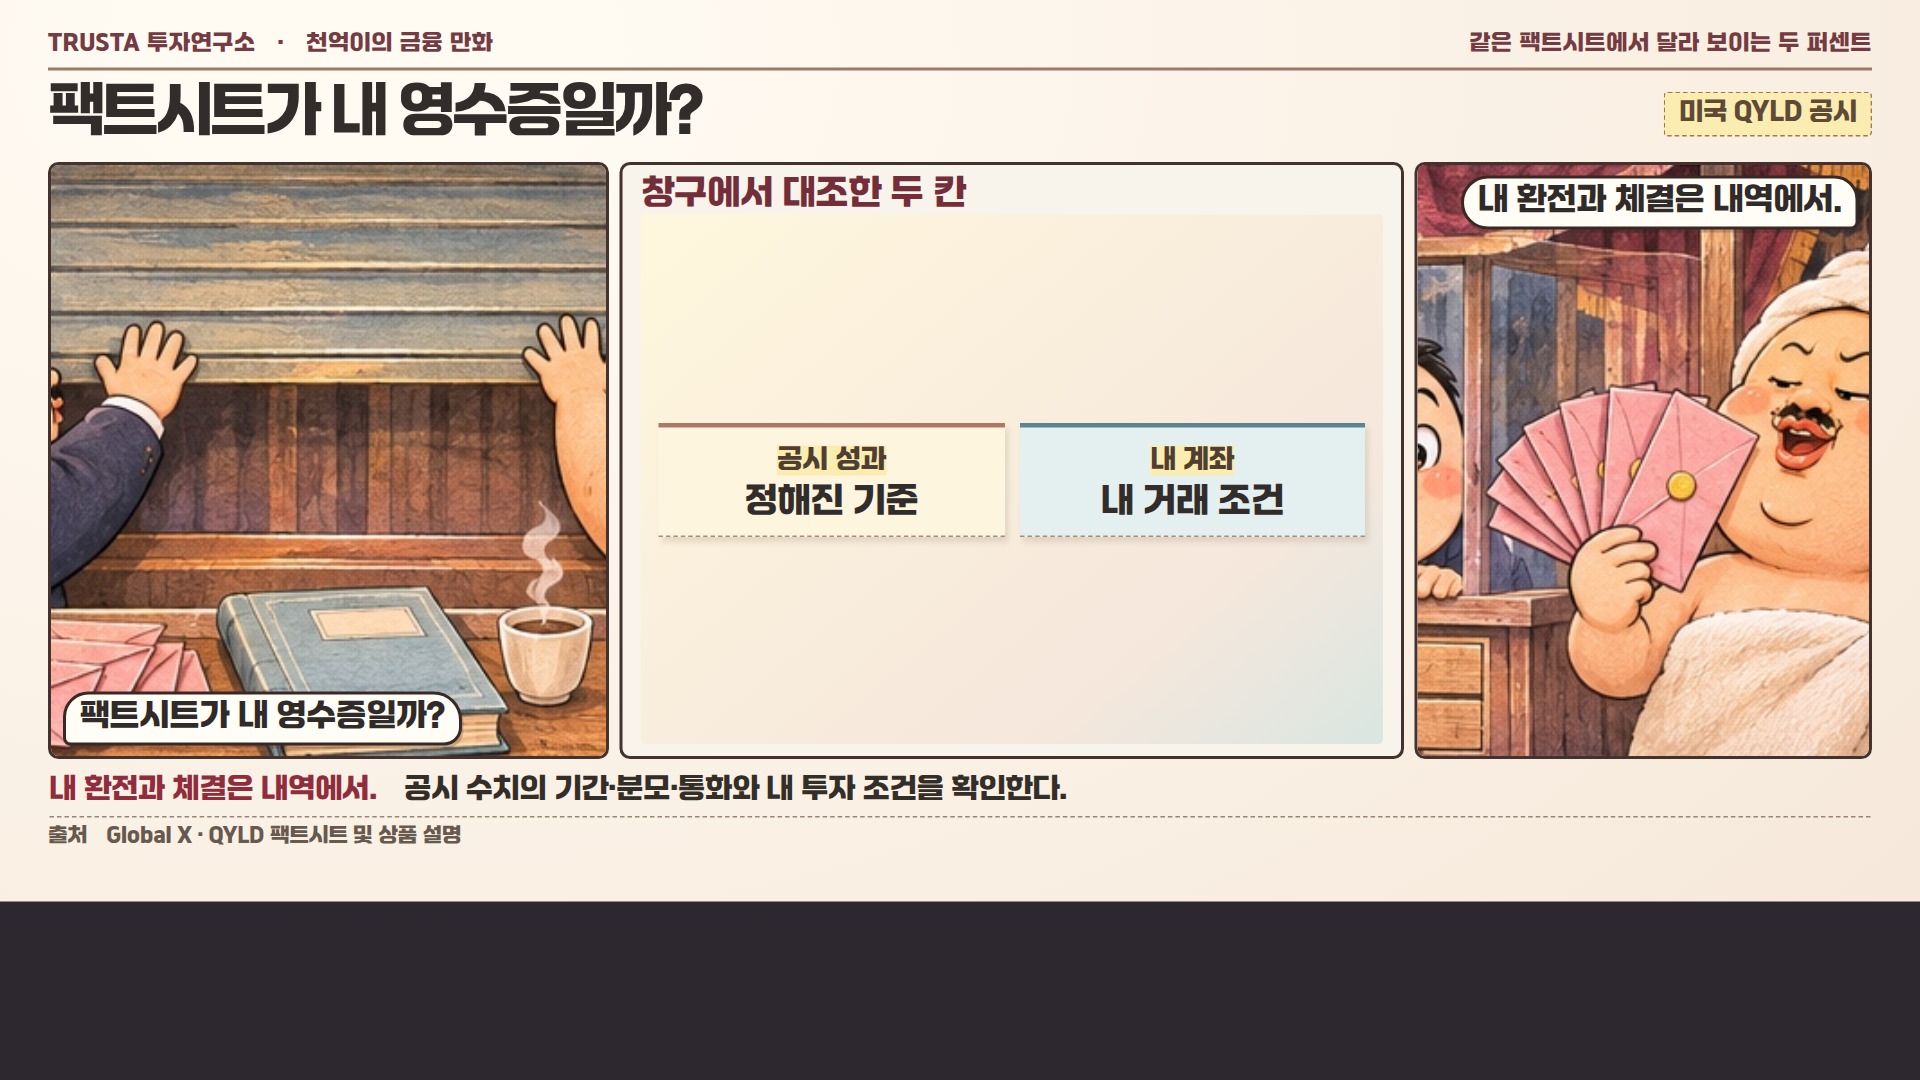 TRUSTA 투자연구소 · 천억이의 금융 만화
같은 팩트시트에서 달라 보이는 두 퍼센트
팩트시트가 내 영수증일까?
미국 QYLD 공시
팩트시트가 내 영수증일까?
창구에서 대조한 두 칸
공시 성과
정해진 기준
내 계좌
내 거래 조건
내 환전과 체결은 내역에서.
내 환전과 체결은 내역에서. 공시 수치의 기간·분모·통화와 내 투자 조건을 확인한다.
출처 Global X · QYLD 팩트시트 및 상품 설명